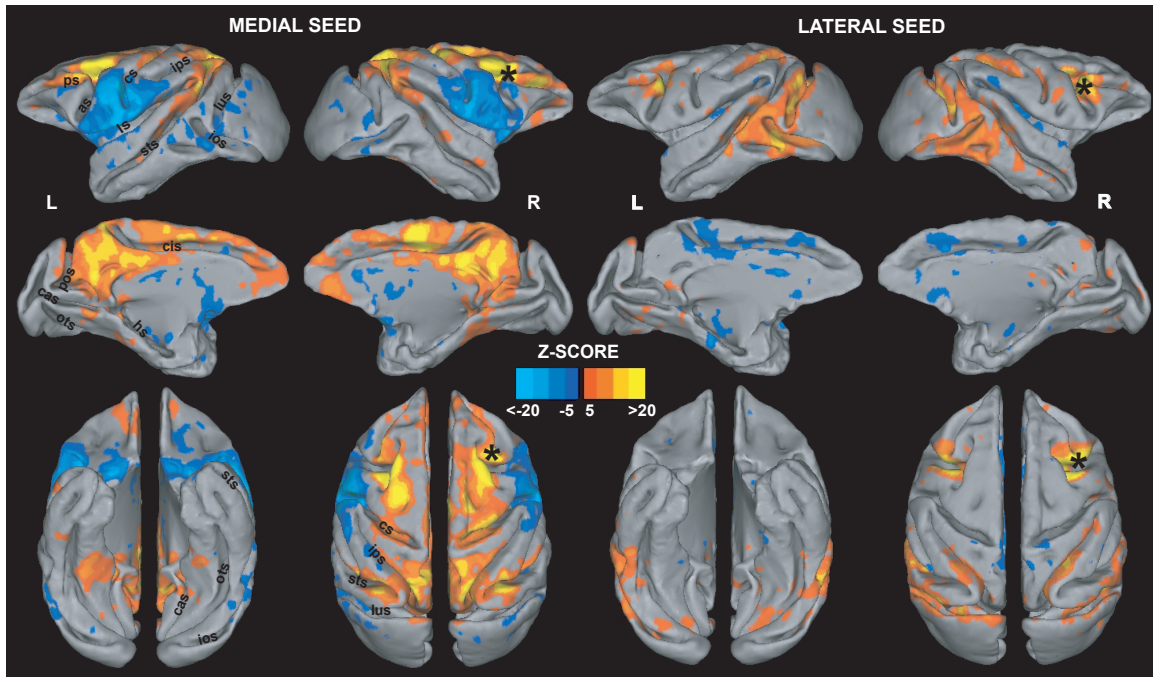 MEDIAL SEED
LATERAL SEED
ps
as
cs
ips
ls
sts
lus
ios
*
*
L
R
L
R
cis
pos
cas
ots
hs
Z-SCORE
<-20 -5 5 >20
sts
ots
cas
ios
*
cs
ips
sts
lus
*